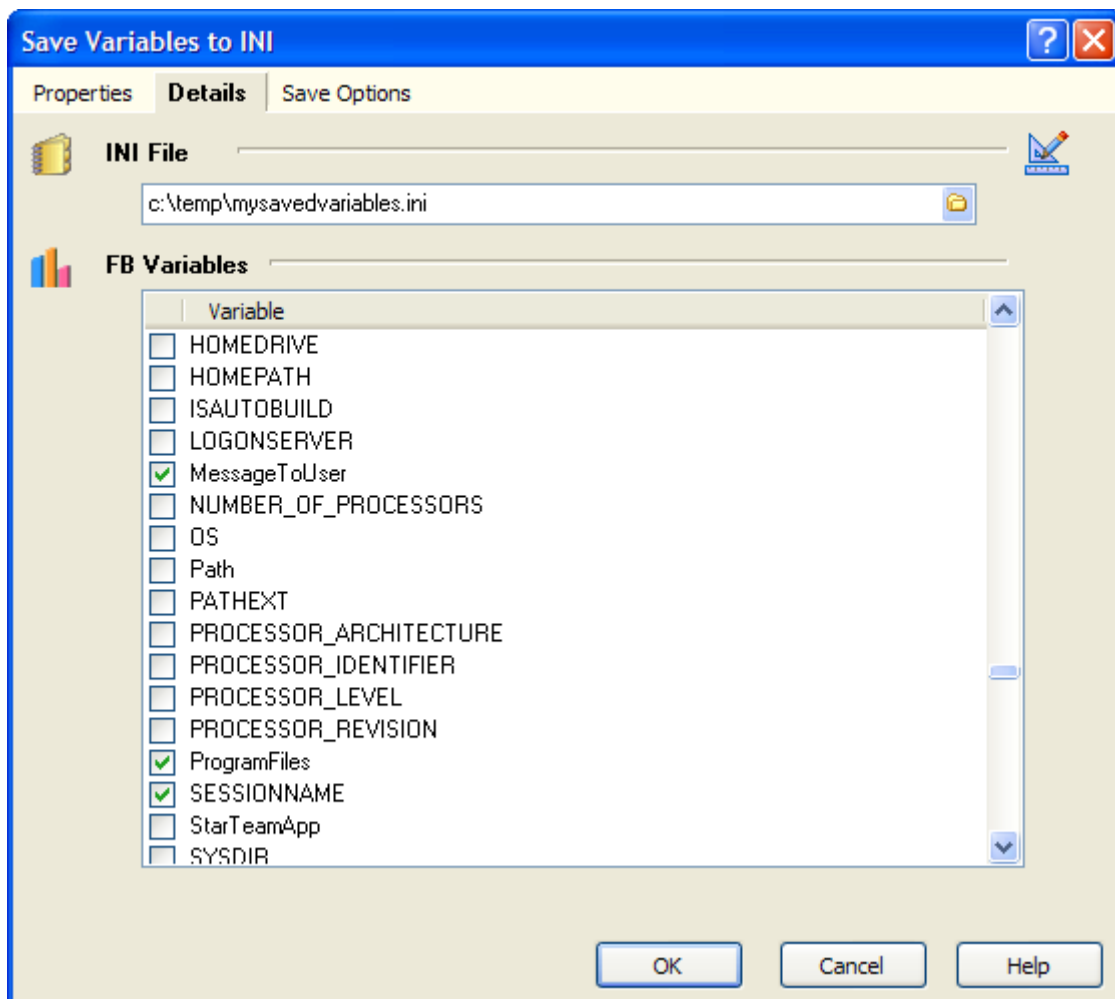 Save Variables to INI
Properties Details Save Options
INI File
c:\temp\mysavedvariables.ini
FB Variables
Variable
HOMEDRIVE
HOMEPATH
ISAUTOBUILD
LOGONSERVER
MessageToUser
NUMBER_OF_PROCESSORS
OS
Path
PATHEXT
PROCESSOR_ARCHITECTURE
PROCESSOR_IDENTIFIER
PROCESSOR_LEVEL
PROCESSOR_REVISION
ProgramFiles
SESSIONNAME
StarTeamApp
SYSDIR
OK Cancel Help